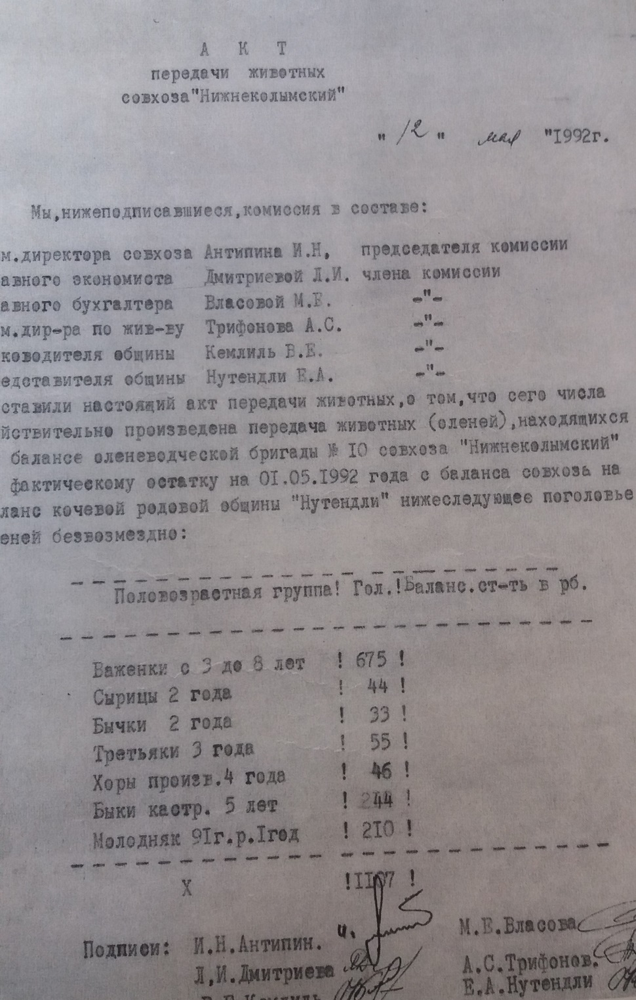 А К Т
передачи животных
совхоза"Нижнеколымский"
" 12 " мая "1992г.
Мы,нижеподписавшиеся,комиссия в составе:
м.директора совхоза Антипина И.Н, председателя комиссии
авного экономиста Дмитриевой Л.И. члена комиссии
авного бухгалтера Власовой М.Е. -"-
м.дир-ра по жив-ву Трифонова А.С. -"-
ководителя общины Кемлиль В.Е. -"-
едставителя общины Нутендли Е.А. -"-
ставили настоящий акт передачи животных,о том,что сего числа
йствительно произведена передача животных (оленей),находящихся
балансе оленеводческой бригады № 10 совхоза "Нижнеколымский"
фактическому остатку на 01.05.1992 года с баланса совхоза на
ланс кочевой родовой общины "Нутендли" нижеследующее поголовье
еней безвозмездно:
Половозрастная группа! Гол.!Баланс.ст-ть в рб.
Важенки с 3 до 8 лет ! 675 !
Сырицы 2 года ! 44 !
Бычки 2 года ! 33 !
Третьяки 3 года ! 55 !
Хоры произв.4 года ! 46 !
Быки кастр. 5 лет ! 244 !
Молодняк 91г.р.1год ! 210 !
Х
Подписи: И.Н.Антипин. М.Е.Власова
Л,И.Дмитриева А.С.Трифонов.
Е.А.Нутендли